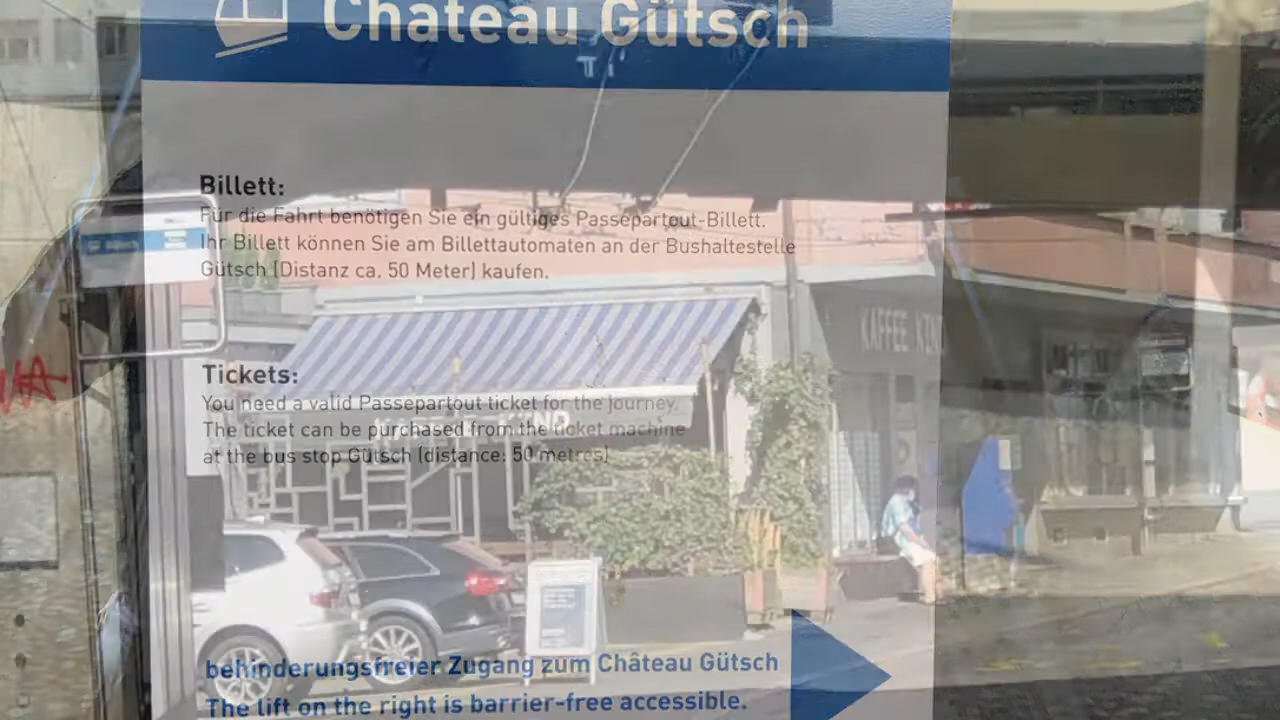 Château Gütsch
Billett:
Für die Fahrt benötigen Sie ein gültiges Passepartout-Billett.
Ihr Billett können Sie am Billettautomaten an der Bushaltestelle
Gütsch (Distanz ca. 50 Meter) kaufen.
KAFFEE KIND
Tickets:
You need a valid Passepartout ticket for the journey.
The ticket can be purchased from the ticket machine
at the bus stop Gütsch (distance: 50 metres)
behinderungsfreier Zugang zum Château Gütsch
The lift on the right is barrier-free accessible.